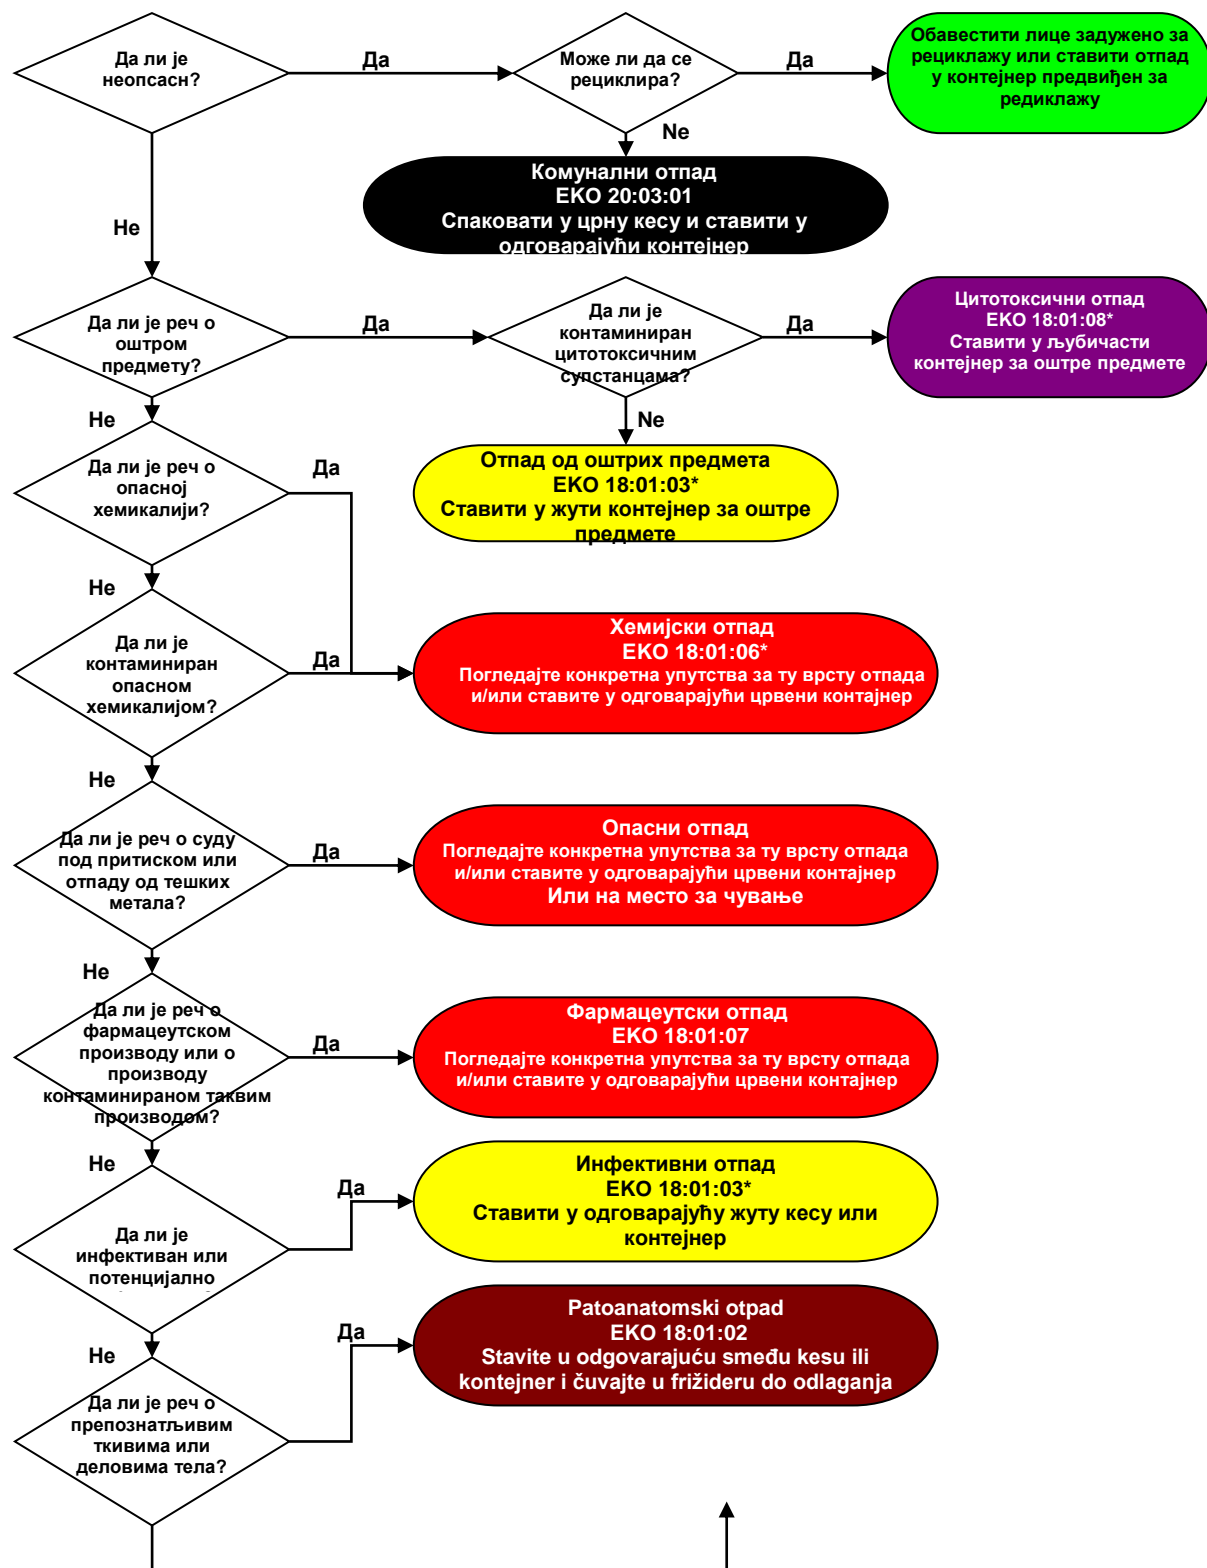 Да ли је
неопсасн?
Да
Може ли да се
рециклира?
Да
Обавестити лице задужено за
рециклажу или ставити отпад
у контејнер предвиђен за
редиклажу
Ne
Комунални отпад
EKO 20:03:01
Спаковати у црну кесу и ставити у
одговарајући контејнер
Не
Да ли је реч о
оштром
предмету?
Да
Да ли је
контаминиран
цитотоксичним
супстанцама?
Да
Цитотоксични отпад
EKO 18:01:08*
Ставити у љубичасти
контејнер за оштре предмете
Не
Ne
Отпад од оштрих предмета
EKO 18:01:03*
Ставити у жути контејнер за оштре
предмете
Да ли је реч о
опасној
хемикалији?
Да
Не
Да ли је
контаминиран
опасном
хемикалијом?
Да
Хемијски отпад
EKO 18:01:06*
Погледајте конкретна упутства за ту врсту отпада
и/или ставите у одговарајући црвени контајнер
Не
Да ли је реч о суду
под притиском или
отпаду од тешких
метала?
Да
Опасни отпад
Погледајте конкретна упутства за ту врсту отпада
и/или ставите у одговарајући црвени контајнер
Или на место за чување
Не
Да ли је реч о
фармацеутском
производу или о
производу
контаминираном таквим
производом?
Да
Фармацеутски отпад
EKO 18:01:07
Погледајте конкретна упутства за ту врсту отпада
и/или ставите у одговарајући црвени контајнер
Не
Да ли је
инфективан или
потенцијално
Да
Инфективни отпад
EKO 18:01:03*
Ставити у одговарајућу жуту кесу или
контејнер
Не
Да ли је реч о
препознатљивим
ткивима или
деловима тела?
Да
Patoanatomski otpad
EKO 18:01:02
Stavite u odgovarajuću smeđu kesu ili
kontejner i čuvajte u frižideru do odlaganja